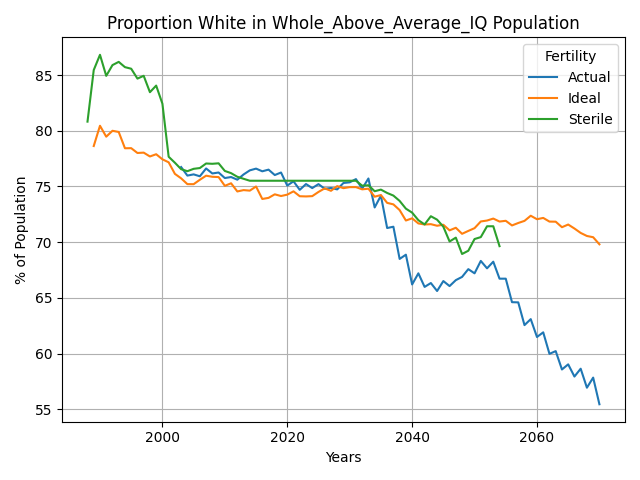 Proportion White in Whole_Above_Average_IQ Population
Fertility
Actual
Ideal
Sterile
% of Population
85
80
75
70
65
60
55
2000
2020
2040
2060
Years